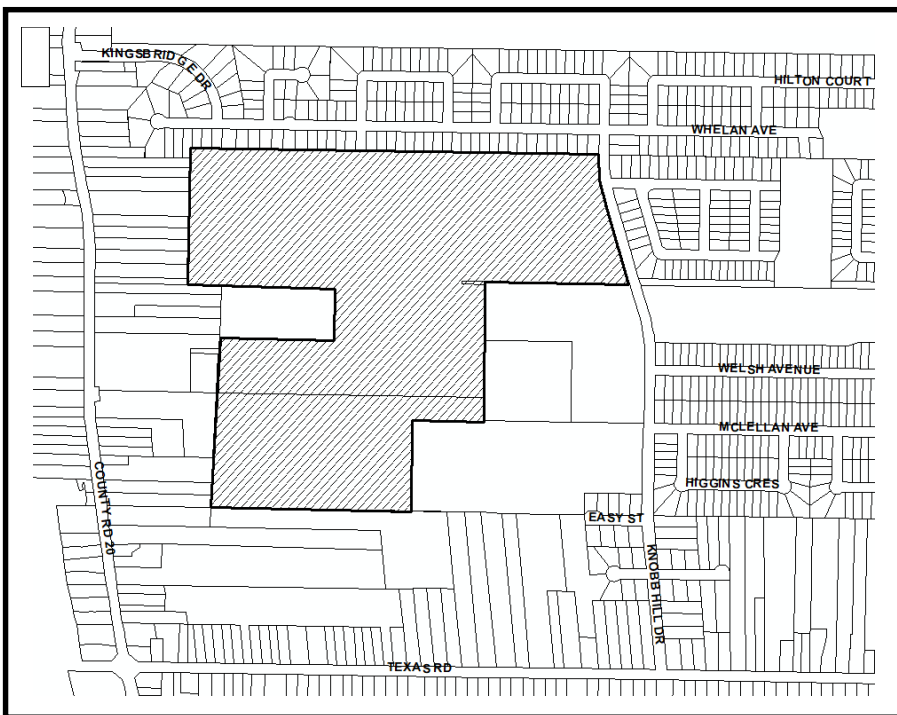 KINGSBRIDGE DR
HILTON COURT
WHELAN AVE
WELSH AVENUE
MCLELLAN AVE
HIGGINS CRES
COUNTY RD 20
EASY ST
KNOBB HILL DR
TEXAS RD